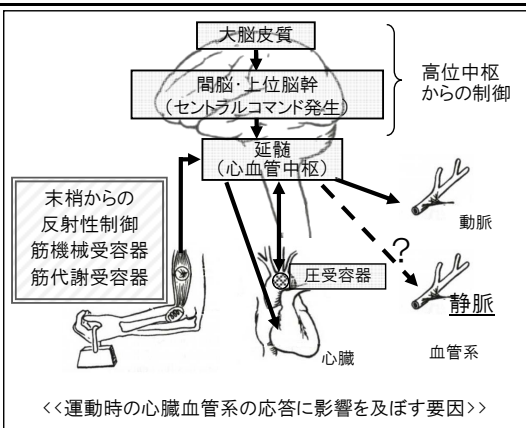 大脳皮質
間脳・上位脳幹
（セントラルコマンド発生）
高位中枢
からの制御
延髄
（心血管中枢）
末梢からの
反射性制御
筋機械受容器
筋代謝受容器
動脈
?
圧受容器
静脈
心臓
血管系
<<運動時の心臓血管系の応答に影響を及ぼす要因>>